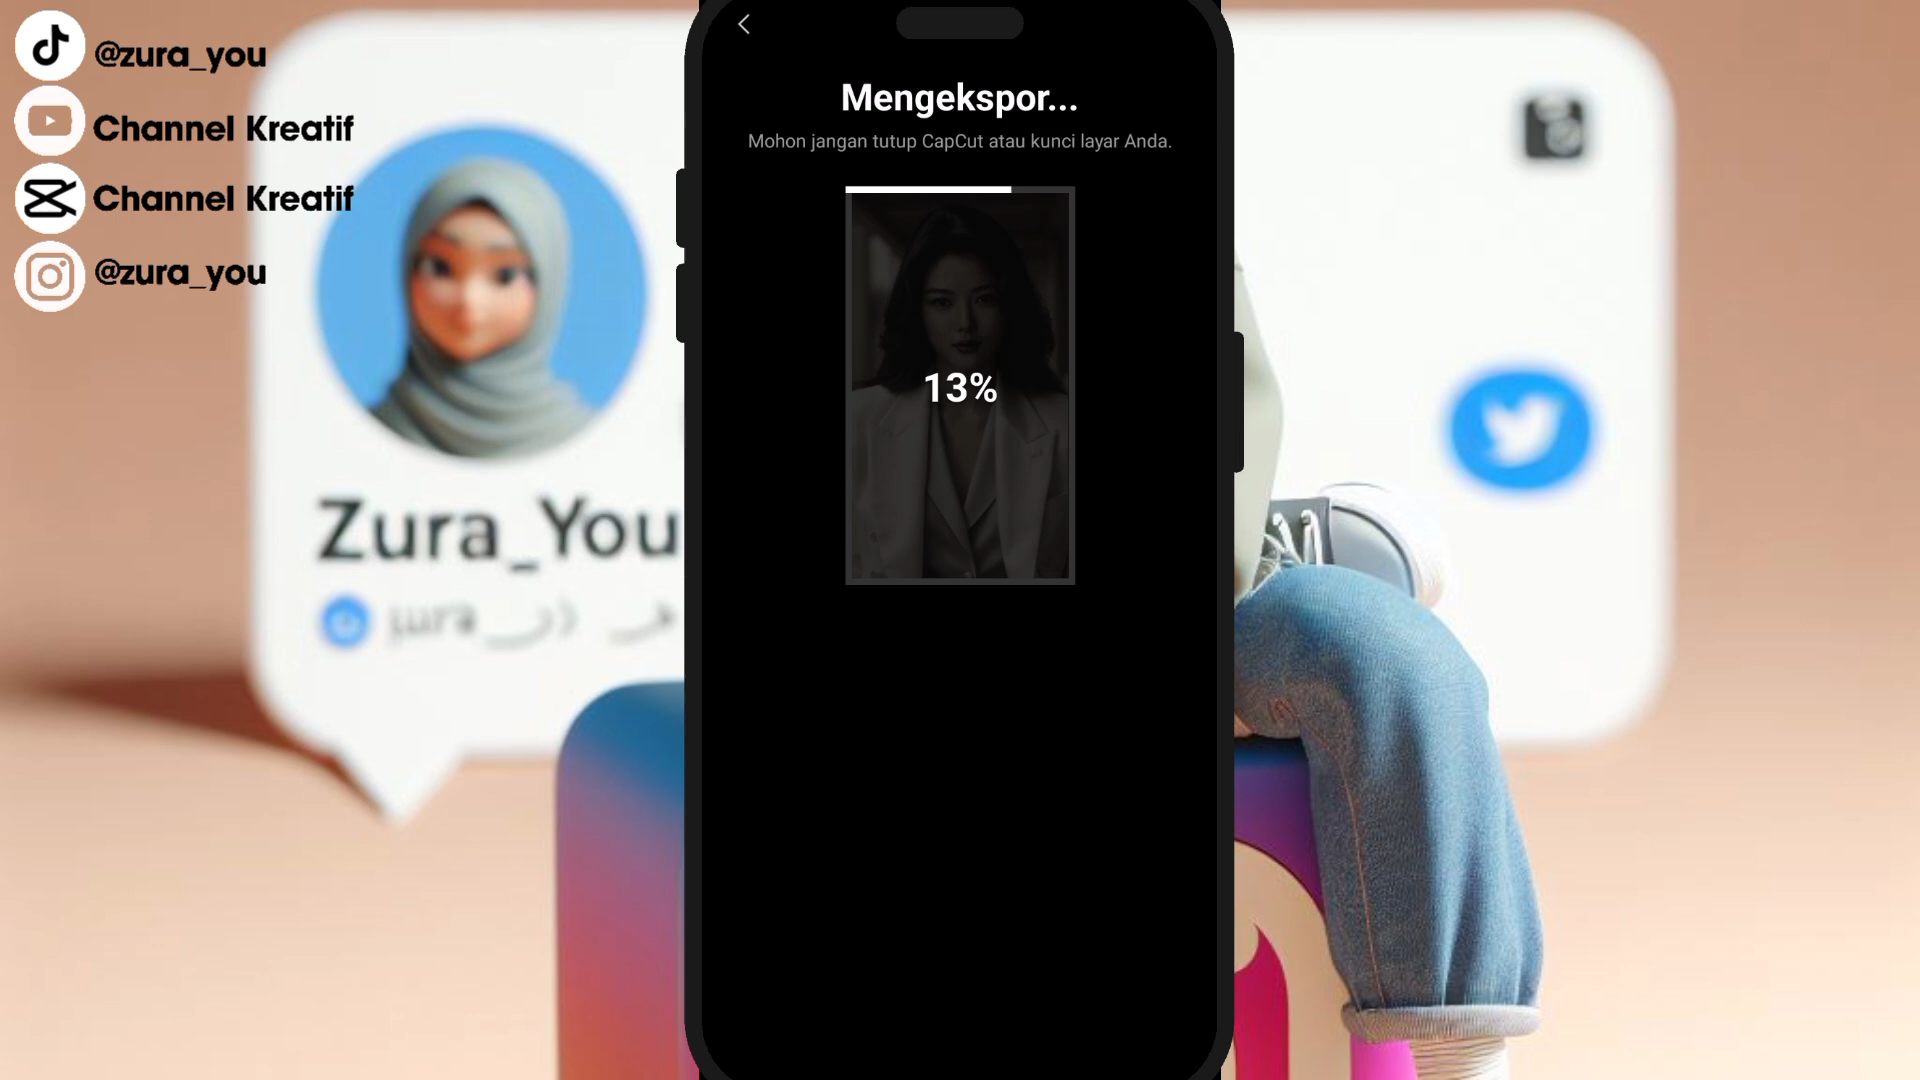 @zura_you
Channel Kreatif
Channel Kreatif
@zura_you
Mengekspor...
Mohon jangan tutup CapCut atau kunci layar Anda.
13%
Zura_You